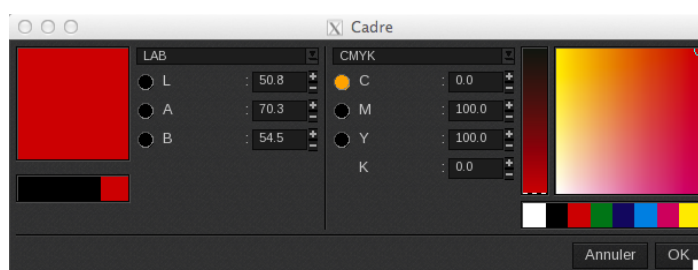 X Cadre
LAB CMYK
L : 50.8 C : 0.0
A : 70.3 M : 100.0
B : 54.5 Y : 100.0
K : 0.0
Annuler OK